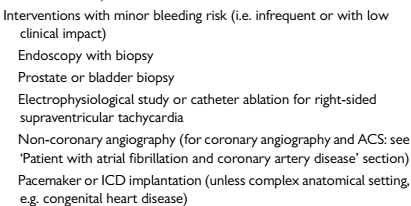 Interventions with minor bleeding risk (i.e. infrequent or with low
clinical impact)
Endoscopy with biopsy
Prostate or bladder biopsy
Electrophysiological study or catheter ablation for right-sided
supraventricular tachycardia
Non-coronary angiography (for coronary angiography and ACS: see
‘Patient with atrial fibrillation and coronary artery disease’ section)
Pacemaker or ICD implantation (unless complex anatomical setting,
e.g. congenital heart disease)